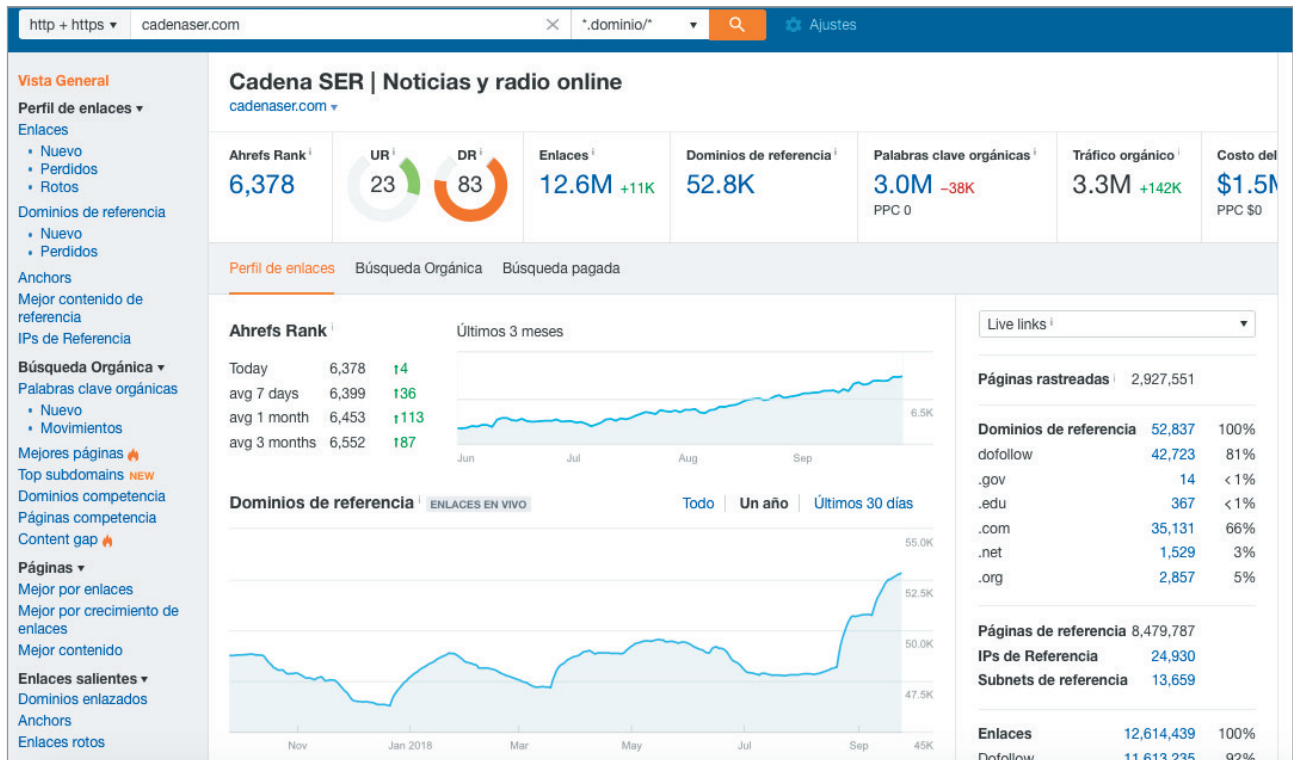 http + https ▾ cadenaser.com × *.dominio/* ▾ Ajustes
Vista General
Perfil de enlaces ▾
Enlaces
• Nuevo
• Perdidos
• Rotos
Dominios de referencia
• Nuevo
• Perdidos
Anchors
Mejor contenido de
referencia
IPs de Referencia
Búsqueda Orgánica ▾
Palabras clave orgánicas
• Nuevo
• Movimientos
Mejores páginas
Top subdomains NEW
Dominios competencia
Páginas competencia
Content gap
Páginas ▾
Mejor por enlaces
Mejor por crecimiento de
enlaces
Mejor contenido
Enlaces salientes ▾
Dominios enlazados
Anchors
Enlaces rotos
Cadena SER | Noticias y radio online
cadenaser.com ▾
Ahrefs Rank i
6,378
UR i
23
DR i
83
Enlaces i
12.6M +11K
Dominios de referencia i
52.8K
Palabras clave orgánicas i
3.0M −38K
PPC 0
Tráfico orgánico i
3.3M +142K
Costo del
$1.5
PPC $0
Perfil de enlaces Búsqueda Orgánica Búsqueda pagada
Ahrefs Rank i Últimos 3 meses
Today 6,378 ↑4
avg 7 days 6,399 ↑36
avg 1 month 6,453 ↑113
avg 3 months 6,552 ↑87
6.5K
Jun Jul Aug Sep
Dominios de referencia i ENLACES EN VIVO Todo Un año Últimos 30 días
55.0K
52.5K
50.0K
47.5K
Nov Jan 2018 Mar May Jul Sep 45K
Live links i ▾
Páginas rastreadas i 2,927,551
Dominios de referencia 52,837 100%
dofollow 42,723 81%
.gov 14 <1%
.edu 367 <1%
.com 35,131 66%
.net 1,529 3%
.org 2,857 5%
Páginas de referencia 8,479,787
IPs de Referencia 24,930
Subnets de referencia 13,659
Enlaces 12,614,439 100%
Dofollow 11,613,235 92%